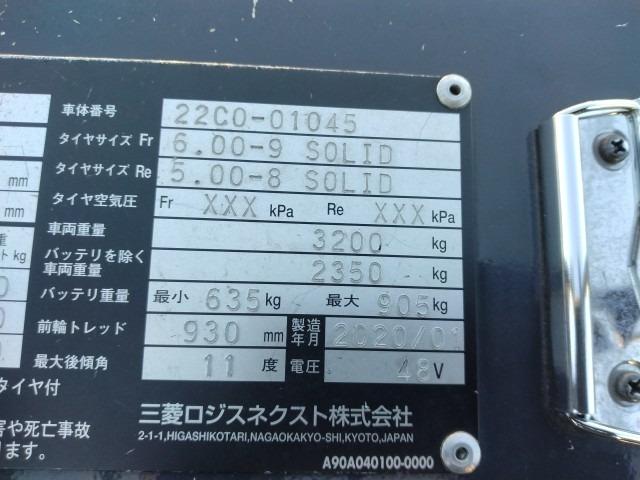 車体番号 22C0-01045
タイヤサイズ Fr 6.00-9 SOLID
タイヤサイズ Re 5.00-8 SOLID
mm タイヤ空気圧 Fr XXX kPa Re XXX kPa
mm 車両重量 3200 kg
kg バッテリを除く車両重量 2350 kg
バッテリ重量 最小 635 kg 最大 905 kg
前輪トレッド 930 mm 製造年月 2020/01
最大後傾角 11 度 電圧 48 V
タイヤ付
三菱ロジスネクスト株式会社
や死亡事故
2-1-1,HIGASHIKOTARI,NAGAOKAKYO-SHI,KYOTO,JAPAN
ります。
A90A040100-0000